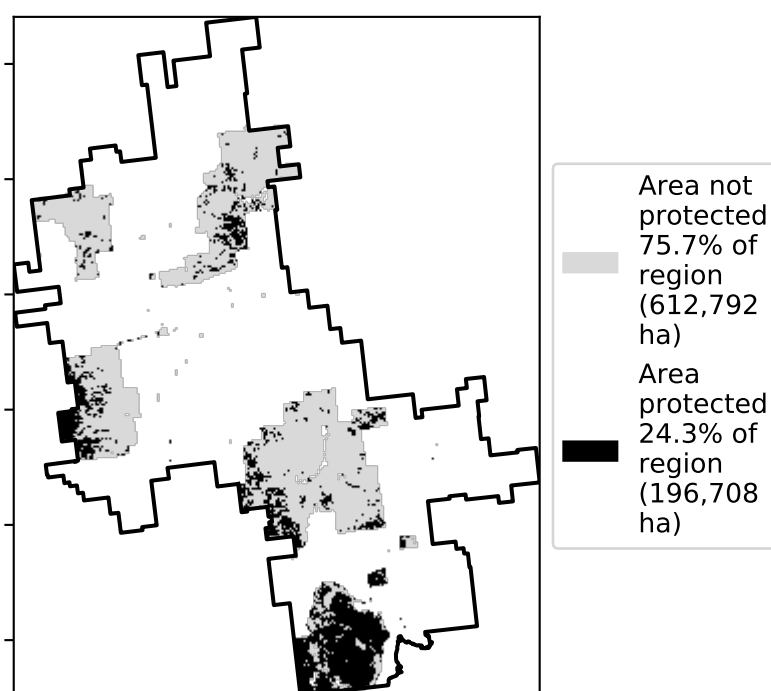 Area not
protected
75.7% of
region
(612,792
ha)
Area
protected
24.3% of
region
(196,708
ha)